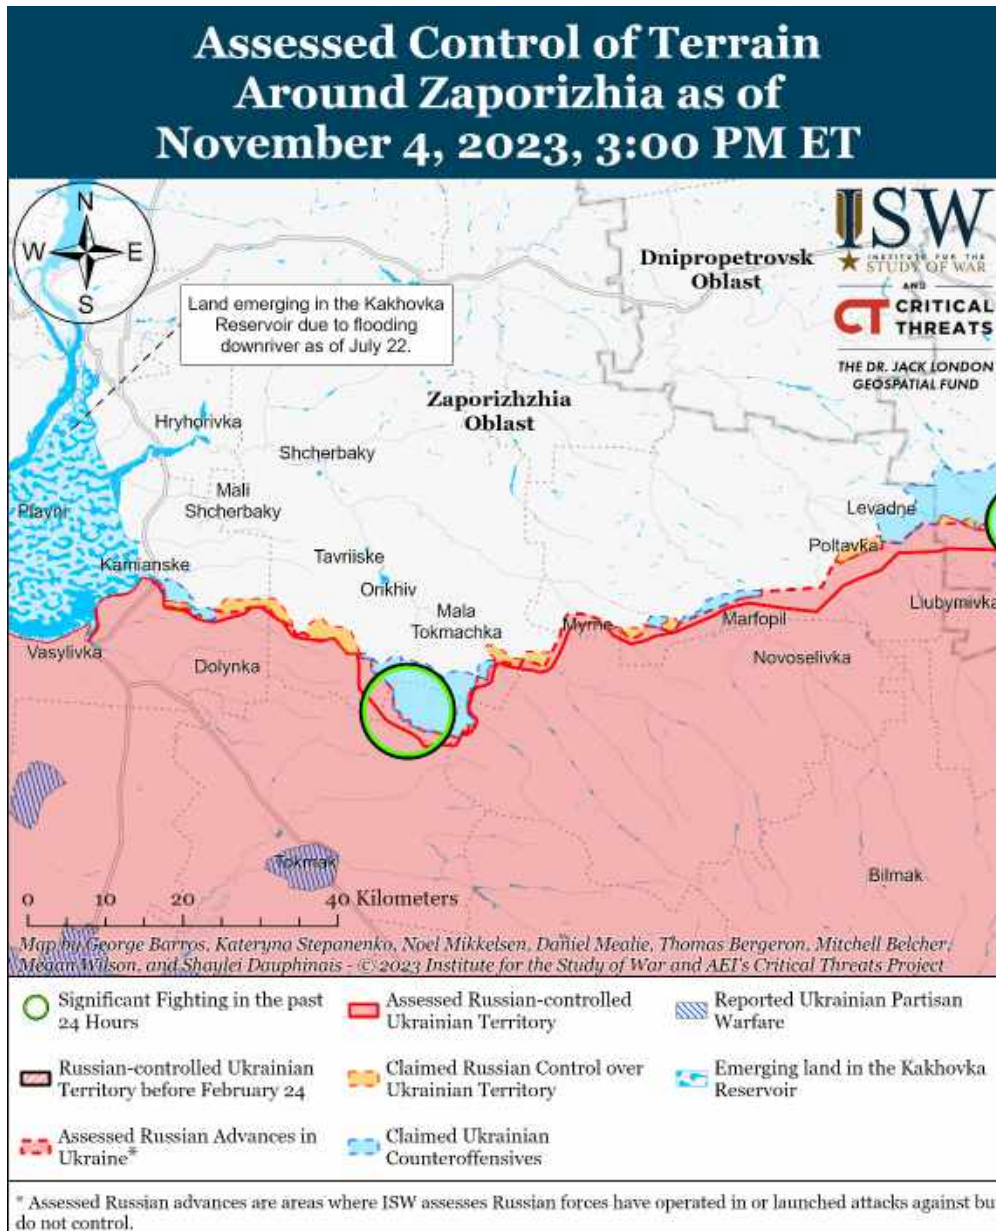 Assessed Control of Terrain
Around Zaporizhia as of
November 4, 2023, 3:00 PM ET
N
W E
S
ISW
INSTITUTE FOR THE
STUDY OF WAR
AND
CT CRITICAL
THREATS
THE DR. JACK LONDON
GEOSPATIAL FUND
Dnipropetrovsk
Oblast
Land emerging in the Kakhovka
Reservoir due to flooding
downriver as of July 22.
Zaporizhzhia
Oblast
Hryhorivka
Shcherbaky
Mali
Shcherbaky
Plavni
Levadne
Poltavka
Kamianske
Tavriiske
Orikhiv
Mala
Tokmachka
Myrne
Marfopil
Liubymivka
Vasylivka
Dolynka
Novoselivka
Tokmak
Bilmak
0 20 40 Kilometers
Map by George Barros, Kateryna Stepanenko, Noel Mikkelsen, Daniel Mealie, Thomas Bergeron, Mitchell Belcher,
Megan Wilson, and Shaylei Dauphinais - © 2023 Institute for the Study of War and AEI's Critical Threats Project
Significant Fighting in the past
24 Hours
Assessed Russian-controlled
Ukrainian Territory
Reported Ukrainian Partisan
Warfare
Russian-controlled Ukrainian
Territory before February 24
Claimed Russian Control over
Ukrainian Territory
Emerging land in the Kakhovka
Reservoir
Assessed Russian Advances in
Ukraine*
Claimed Ukrainian
Counteroffensives
* Assessed Russian advances are areas where ISW assesses Russian forces have operated in or launched attacks against bu
do not control.